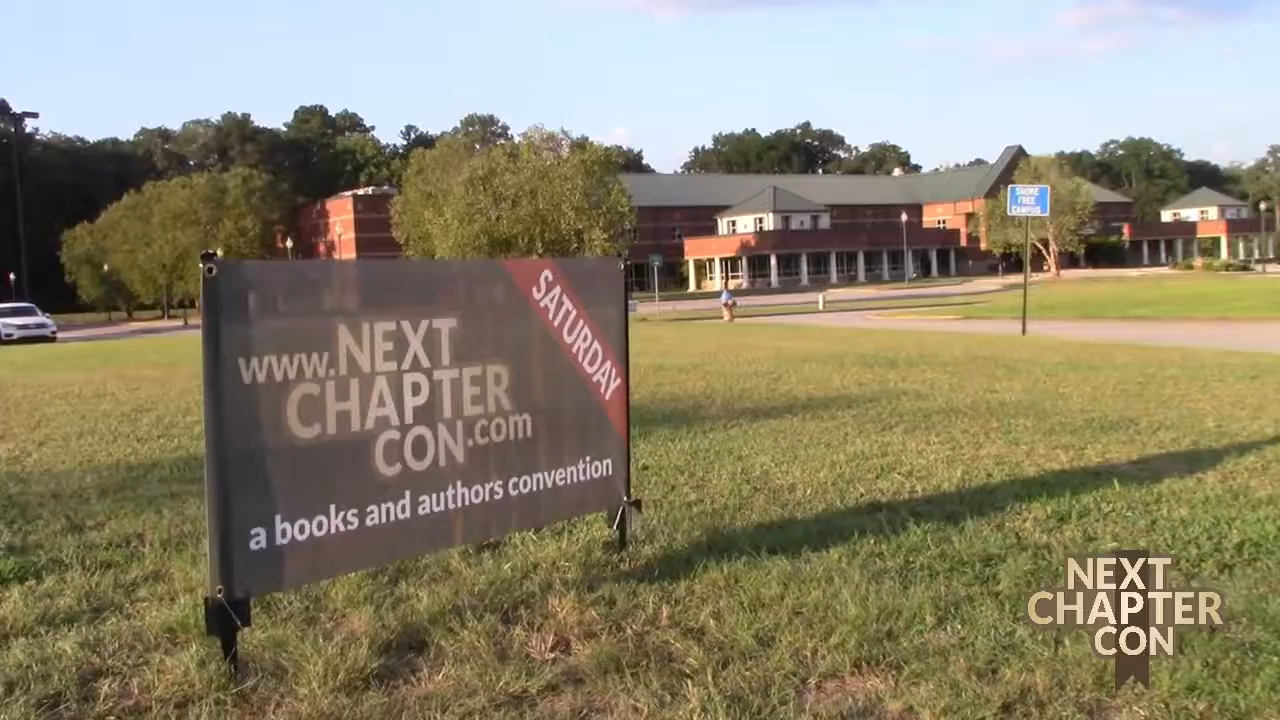 SMOKE
FREE
CAMPUS
SATURDAY
www.NEXT
CHAPTER
CON.com
a books and authors convention
NEXT
CHAPTER
CON